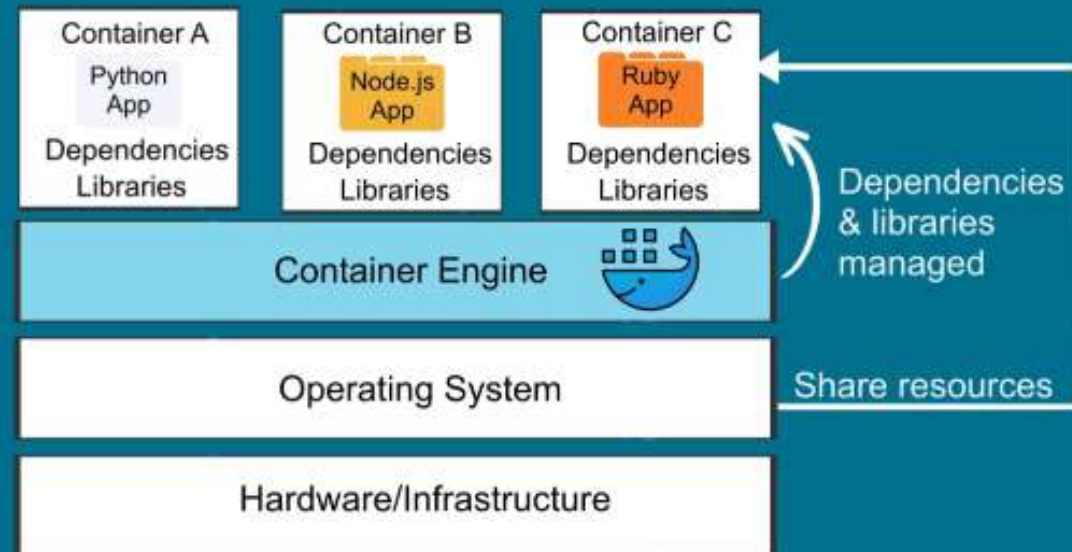 Container A
Python
App
Dependencies
Libraries
Container B
Node.js
App
Dependencies
Libraries
Container C
Ruby
App
Dependencies
Libraries
Dependencies
& libraries
managed
Container Engine
Operating System
Share resources
Hardware/Infrastructure